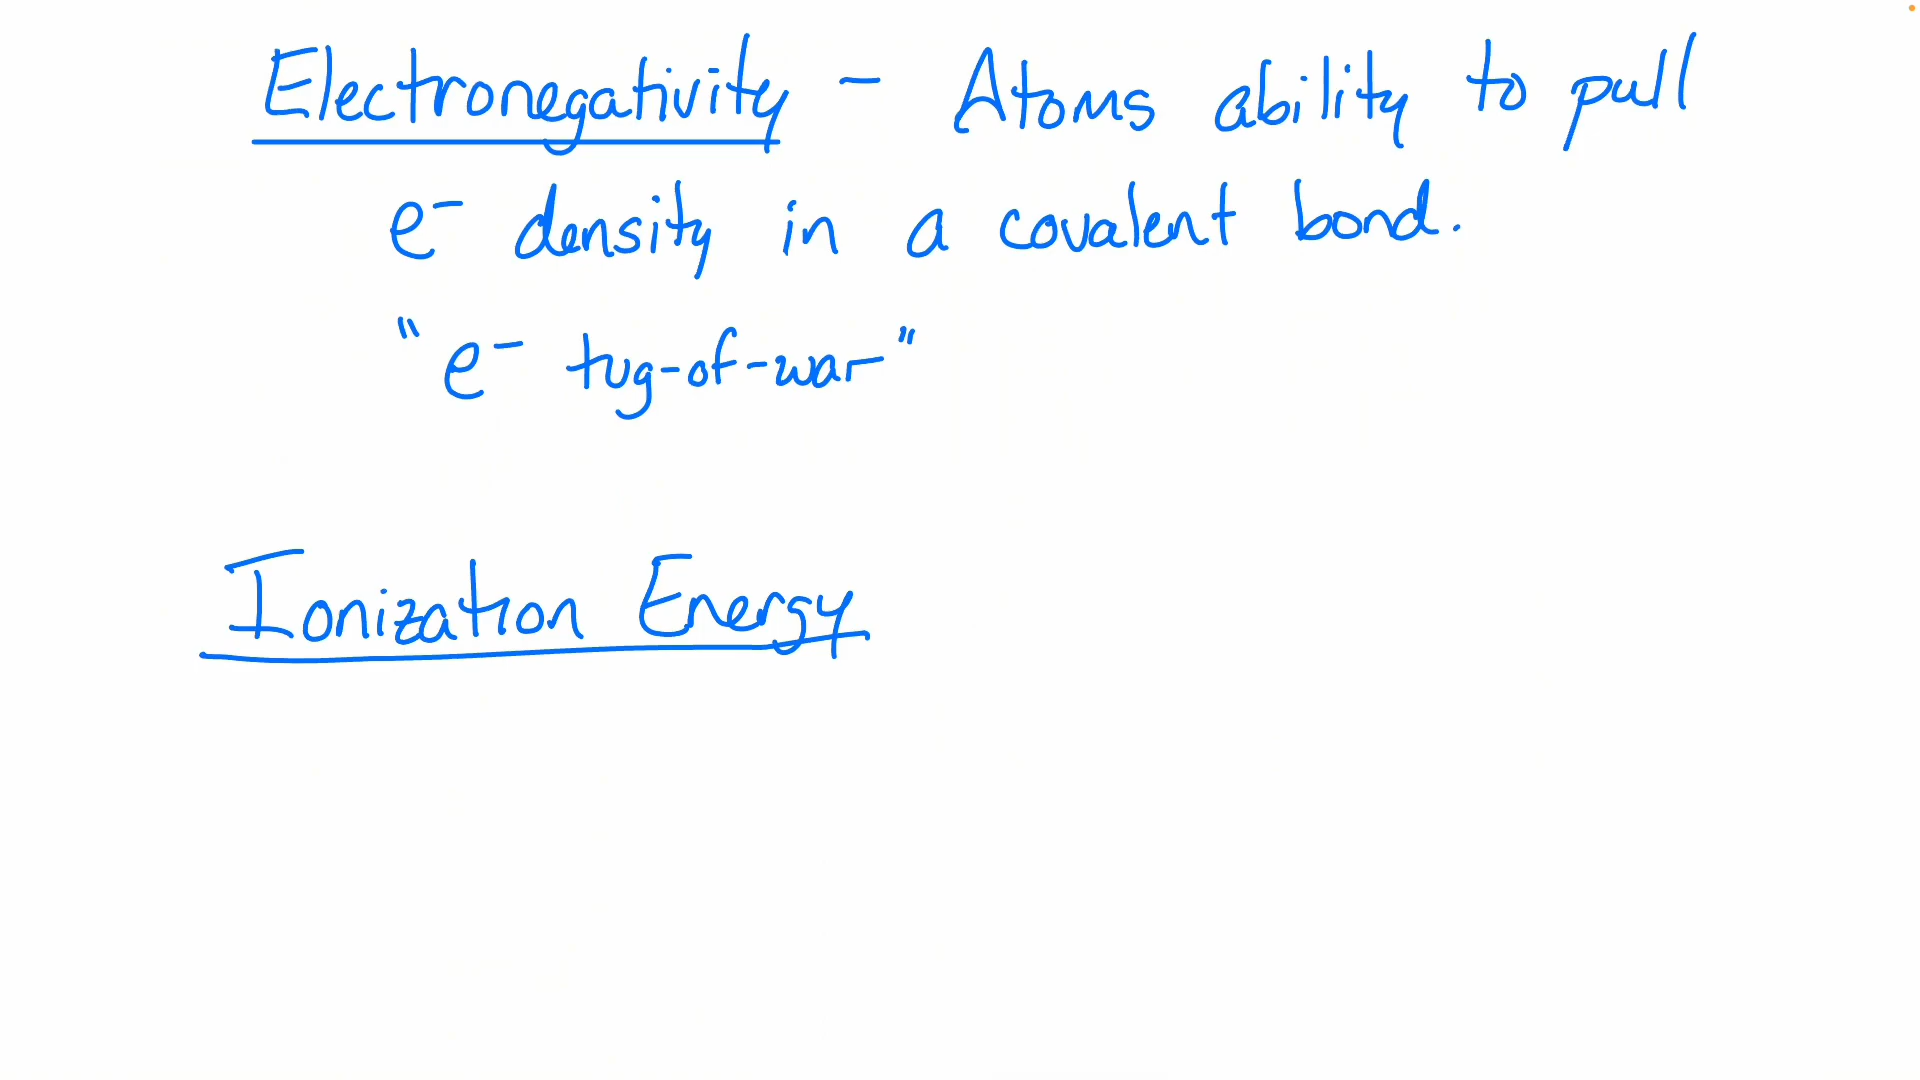 Electronegativity - Atoms ability to pull
e⁻ density in a covalent bond.
"e⁻ tug-of-war"
Ionization Energy